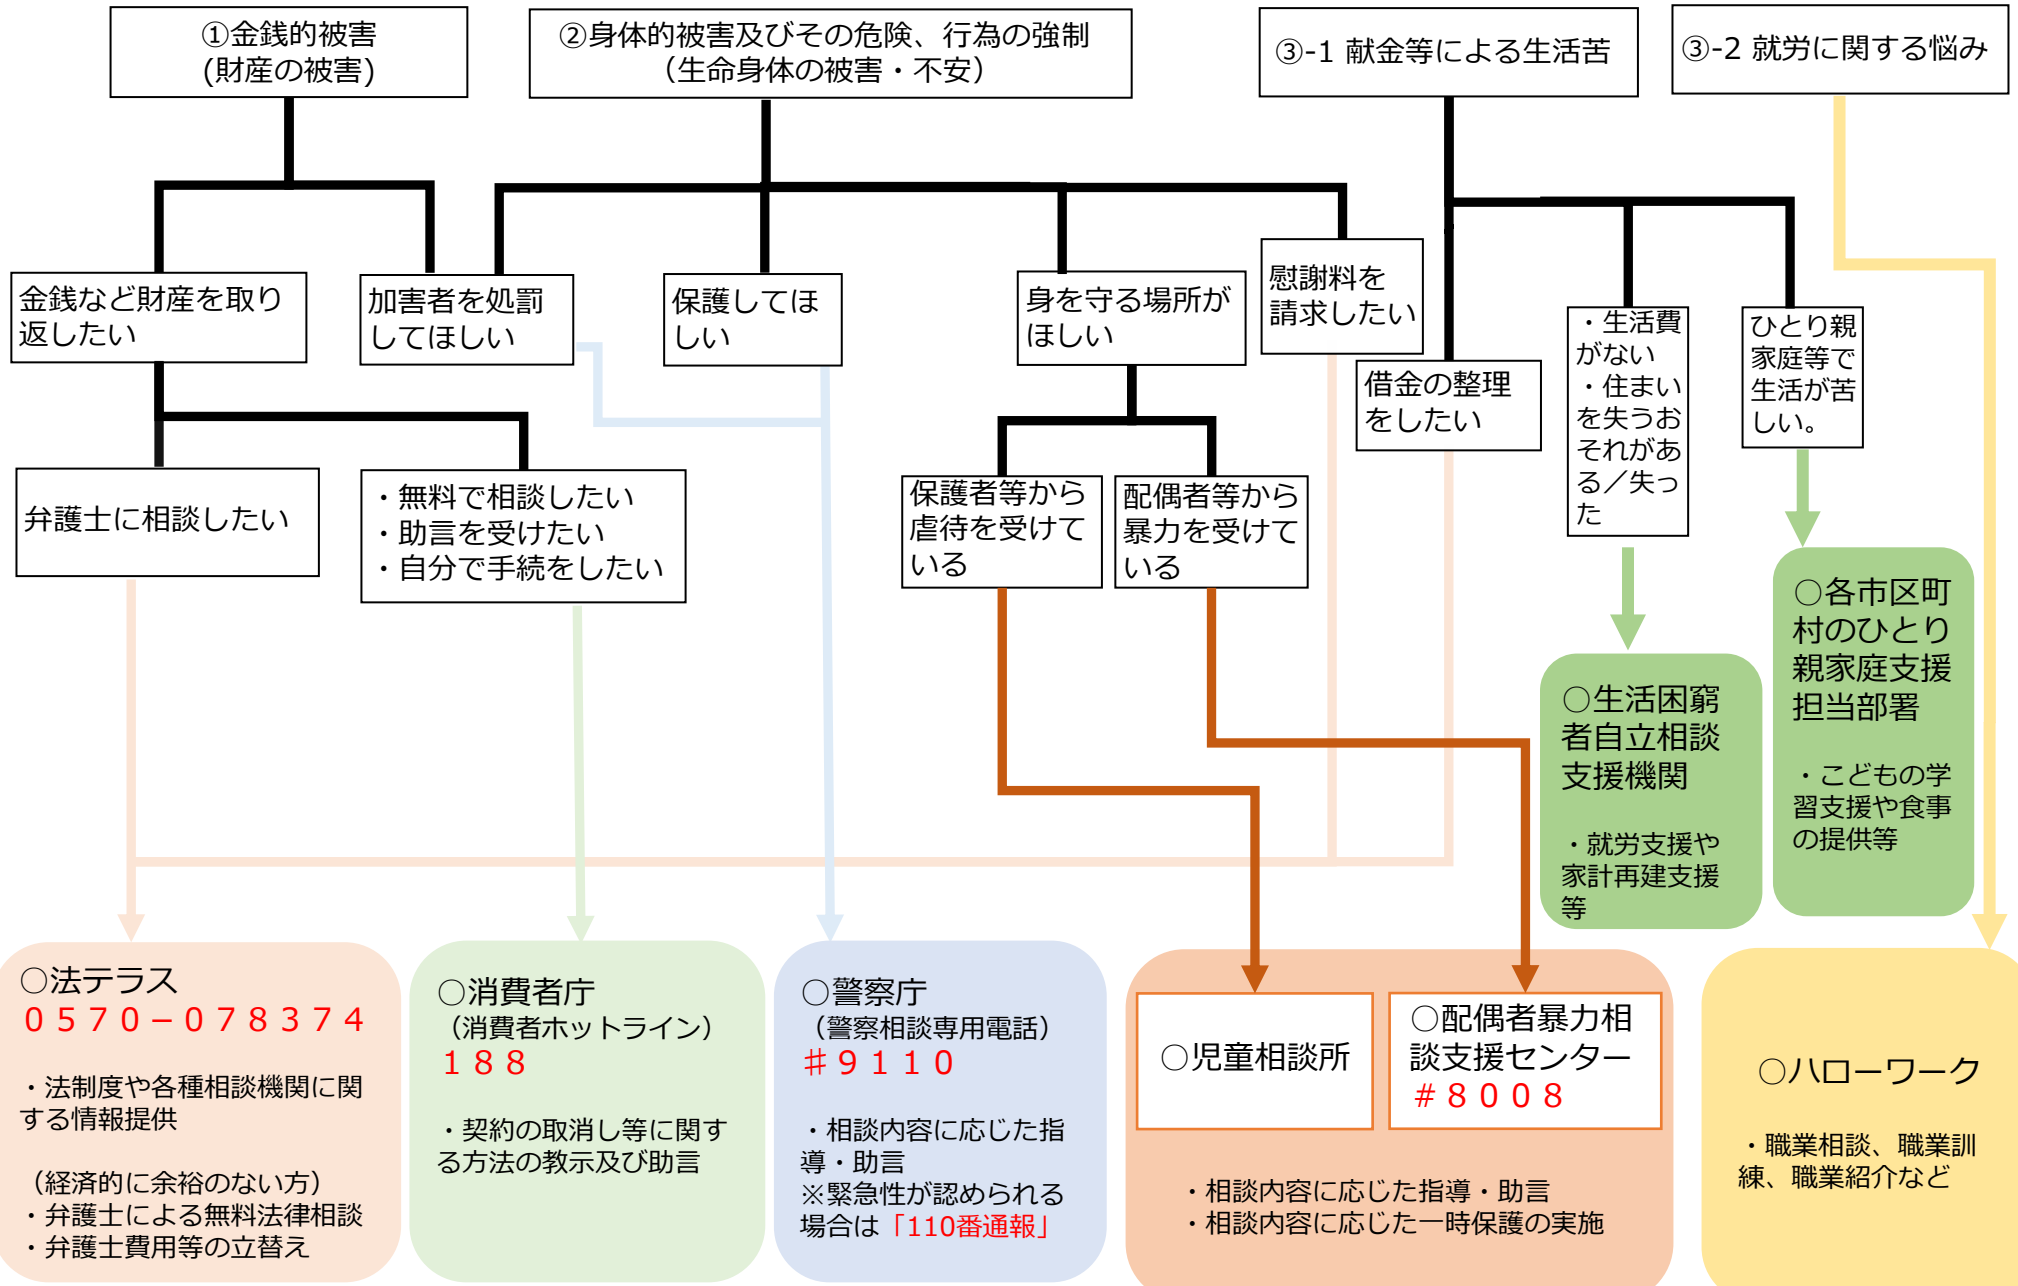 ①金銭的被害
(財産の被害)
②身体的被害及びその危険、行為の強制
（生命身体の被害・不安）
③-1 献金等による生活苦
③-2 就労に関する悩み
金銭など財産を取り
返したい
加害者を処罰
してほしい
保護してほ
しい
身を守る場所が
ほしい
慰謝料を
請求したい
借金の整理
をしたい
・生活費
がない
・住まい
を失うお
それがあ
る／失っ
た
ひとり親
家庭等で
生活が苦
しい。
弁護士に相談したい
・無料で相談したい
・助言を受けたい
・自分で手続をしたい
保護者等から
虐待を受けて
いる
配偶者等から
暴力を受けて
いる
○生活困窮
者自立相談
支援機関
・就労支援や
家計再建支援
等
○各市区町
村のひとり
親家庭支援
担当部署
・こどもの学
習支援や食事
の提供等
○法テラス
０５７０－０７８３７４
・法制度や各種相談機関に関
する情報提供
（経済的に余裕のない方）
・弁護士による無料法律相談
・弁護士費用等の立替え
○消費者庁
（消費者ホットライン）
１８８
・契約の取消し等に関す
る方法の教示及び助言
○警察庁
（警察相談専用電話）
＃９１１０
・相談内容に応じた指
導・助言
※緊急性が認められる
場合は「110番通報」
○児童相談所
○配偶者暴力相
談支援センター
＃８００８
・相談内容に応じた指導・助言
・相談内容に応じた一時保護の実施
○ハローワーク
・職業相談、職業訓
練、職業紹介など